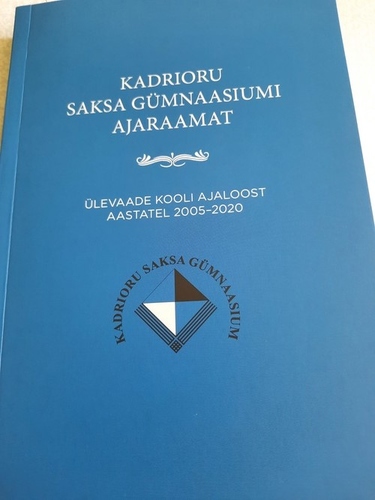 KADRIORU
SAKSA GÜMNAASIUMI
AJARAAMAT
ÜLEVAADE KOOLI AJALOOST
AASTATEL 2005–2020
KADRIORU SAKSA GÜMNAASIUM